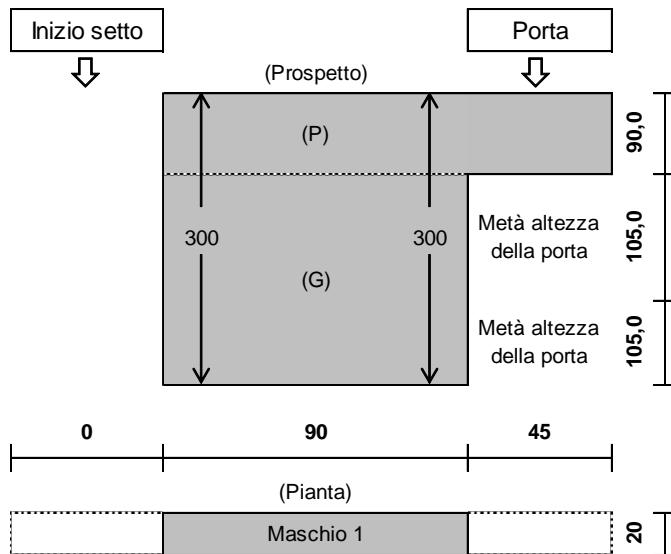 Inizio setto
Porta
(Prospetto)
(P)
90,0
300
300
Metà altezza
della porta
105,0
(G)
Metà altezza
della porta
105,0
0
90
45
(Pianta)
Maschio 1
20